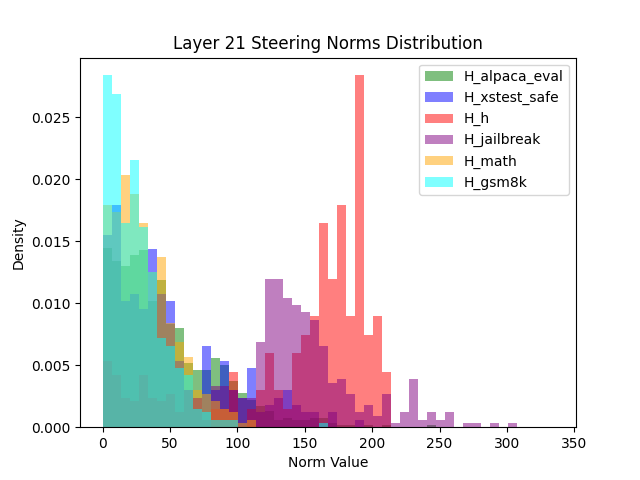 Layer 21 Steering Norms Distribution
H_alpaca_eval
H_xstest_safe
H_h
H_jailbreak
H_math
H_gsm8k
0.025
0.020
0.015
0.010
0.005
0.000
Density
0 50 100 150 200 250 300 350
Norm Value